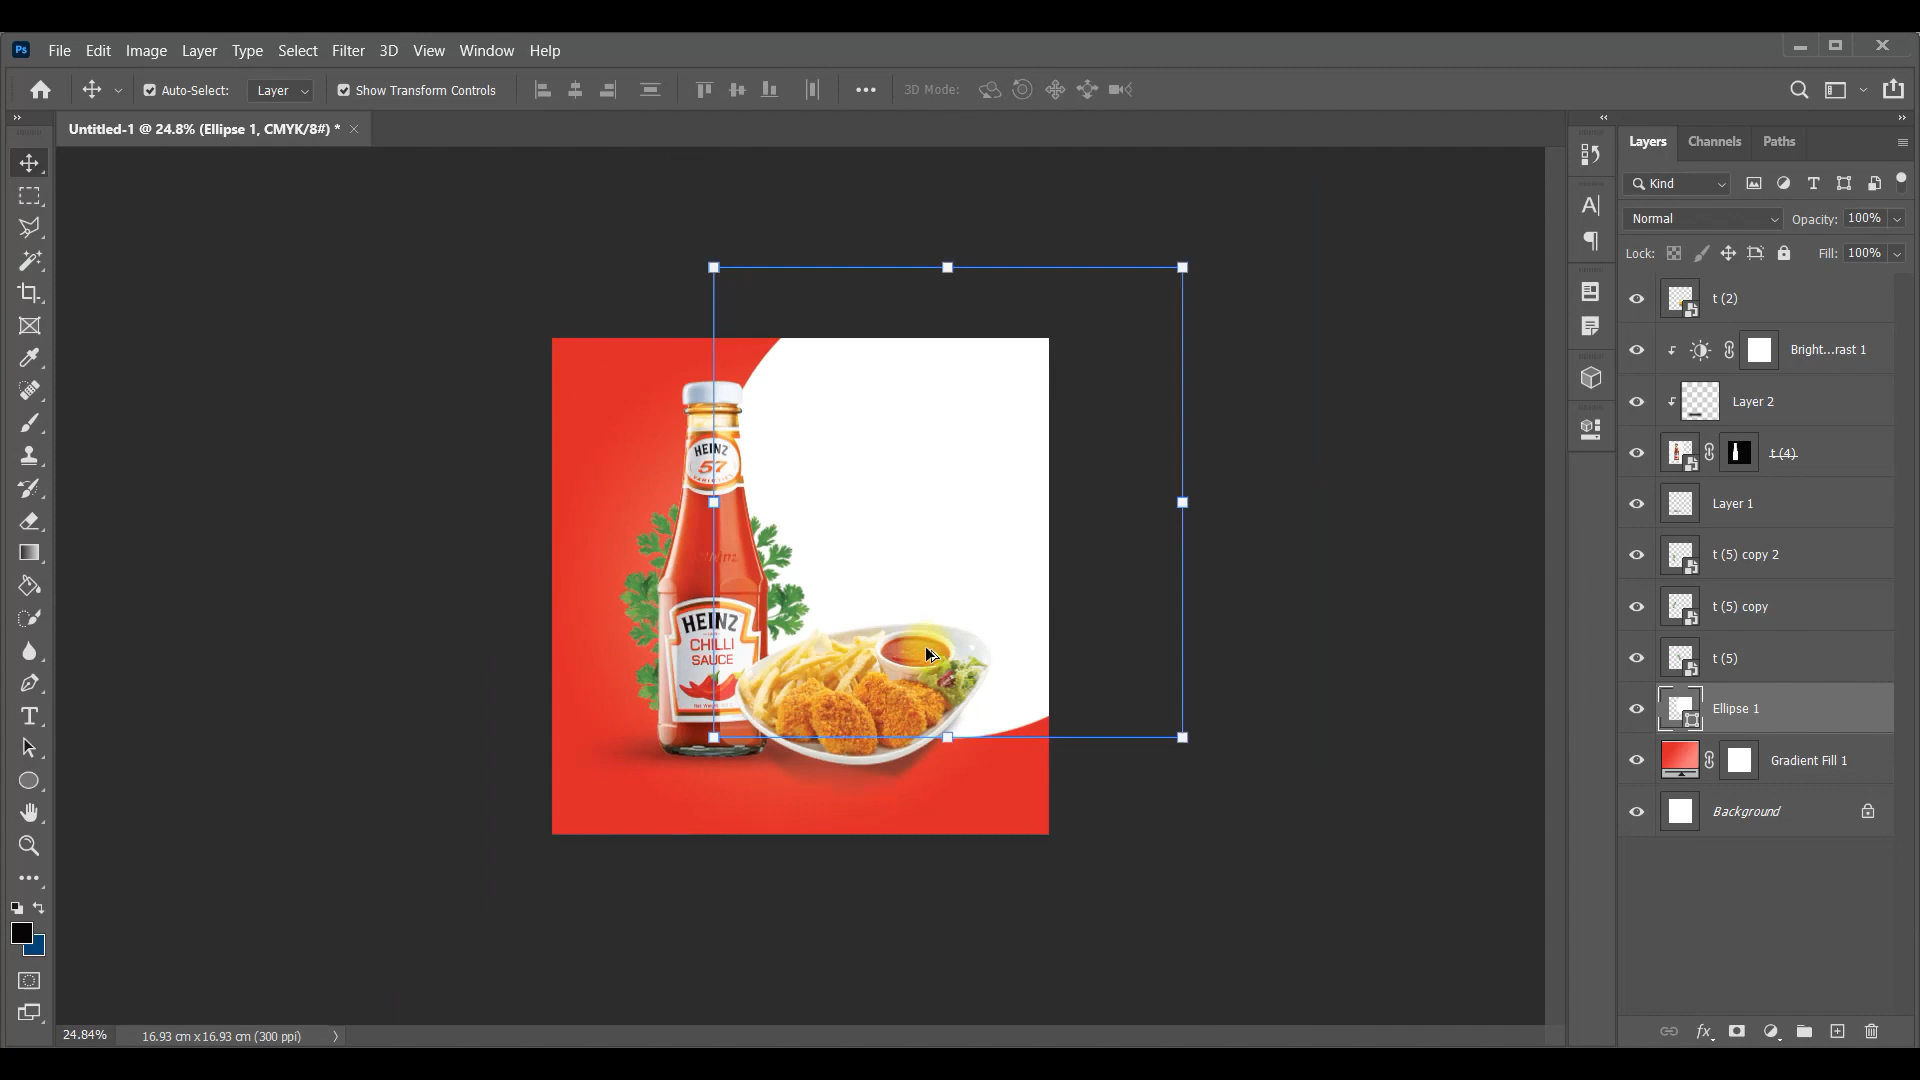 Ps File Edit Image Layer Type Select Filter 3D View Window Help
Auto-Select: Layer Show Transform Controls 3D Mode:
Untitled-1 @ 24.8% (Ellipse 1, CMYK/8#) *
Layers Channels Paths
Kind
Normal Opacity: 100%
Lock: Fill: 100%
t (2)
Bright...rast 1
Layer 2
t (4)
Layer 1
t (5) copy 2
t (5) copy
t (5)
Ellipse 1
Gradient Fill 1
Background
HEINZ
57
HEINZ
CHILLI
SAUCE
24.84% 16.93 cm x 16.93 cm (300 ppi)
fx